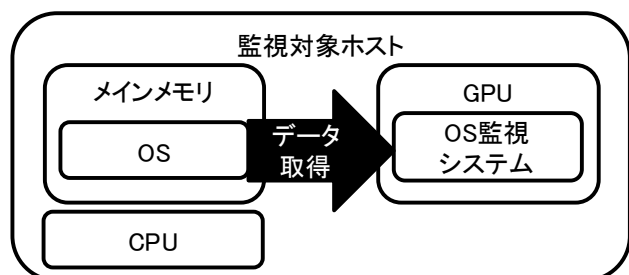 監視対象ホスト
メインメモリ
OS
CPU
データ
取得
GPU
OS監視
システム